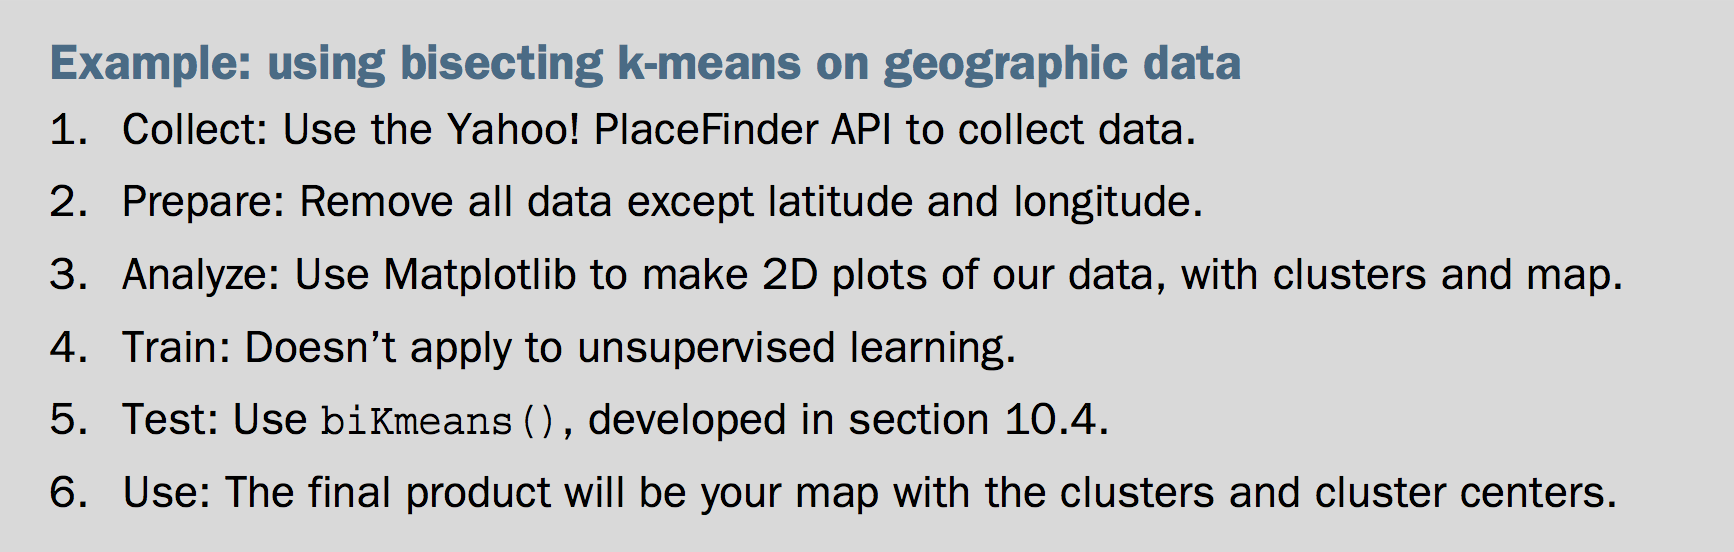 Example: using bisecting k-means on geographic data
1. Collect: Use the Yahoo! PlaceFinder API to collect data.
2. Prepare: Remove all data except latitude and longitude.
3. Analyze: Use Matplotlib to make 2D plots of our data, with clusters and map.
4. Train: Doesn’t apply to unsupervised learning.
5. Test: Use biKmeans(), developed in section 10.4.
6. Use: The final product will be your map with the clusters and cluster centers.